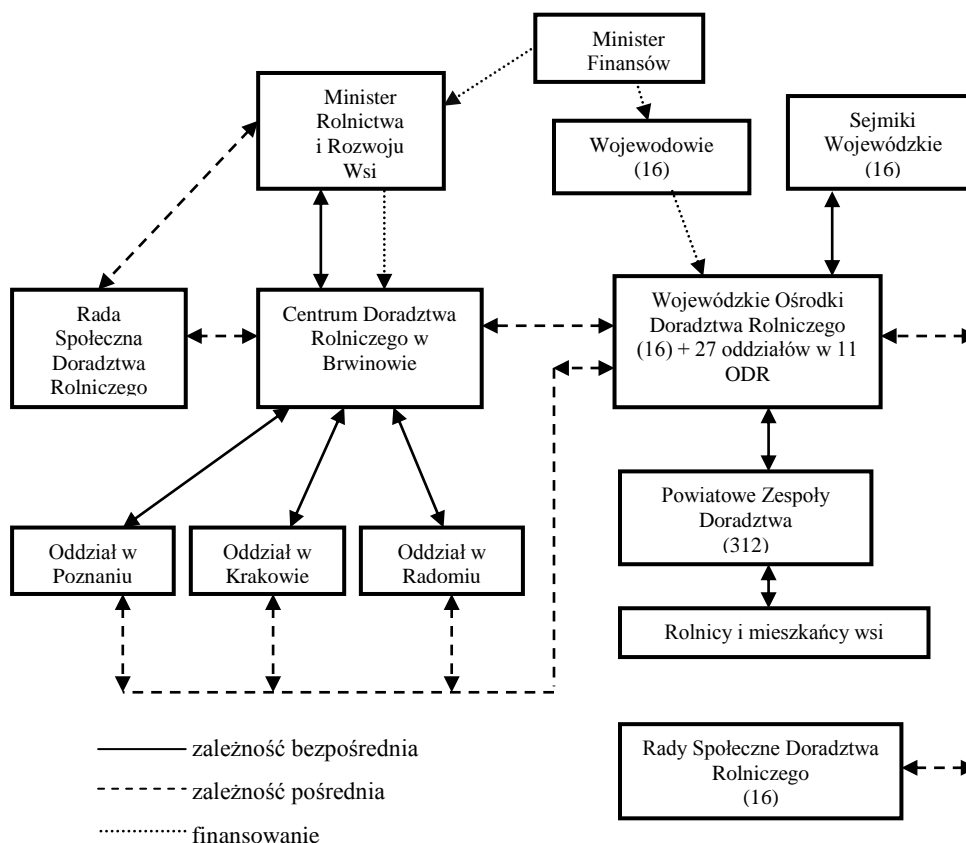 Minister
Finansów
Minister
Rolnictwa
i Rozwoju
Wsi
Wojewodowie
(16)
Sejmiki
Wojewódzkie
(16)
Rada
Społeczna
Doradztwa
Rolniczego
Centrum Doradztwa
Rolniczego w
Brwinowie
Wojewódzkie Ośrodki
Doradztwa Rolniczego
(16) + 27 oddziałów w 11
ODR
Powiatowe Zespoły
Doradztwa
(312)
Oddział w
Poznaniu
Oddział w
Krakowie
Oddział w
Radomiu
Rolnicy i mieszkańcy wsi
zależność bezpośrednia
zależność pośrednia
finansowanie
Rady Społeczne Doradztwa
Rolniczego
(16)